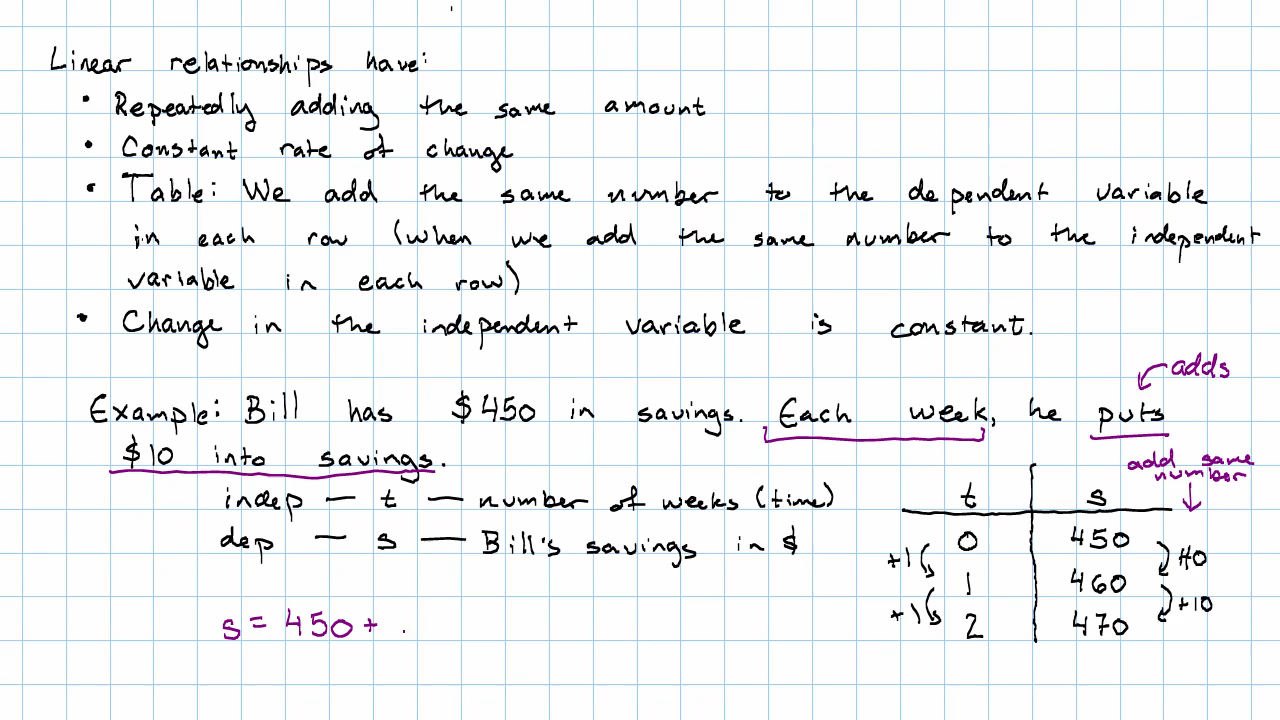 Linear relationships have:
• Repeatedly adding the same amount
• Constant rate of change
• Table: We add the same number to the dependent variable
in each row (when we add the same number to the independent
variable in each row)
• Change in the independent variable is constant.
adds
Example: Bill has $450 in savings. Each week, he puts
$10 into savings.
add same
number
indep — t — number of weeks (time)
dep — s — Bill's savings in $
t s
0 450
+1 +10
1 460
+1 +10
2 470
s = 450 +